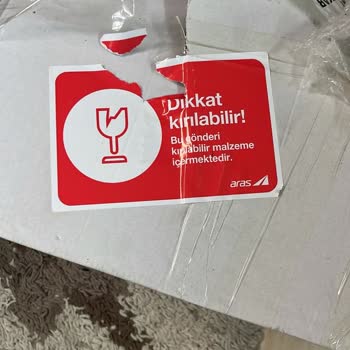 Dikkat
kırılabilir!
Bu gönderi
kırılabilir malzeme
içermektedir.
aras